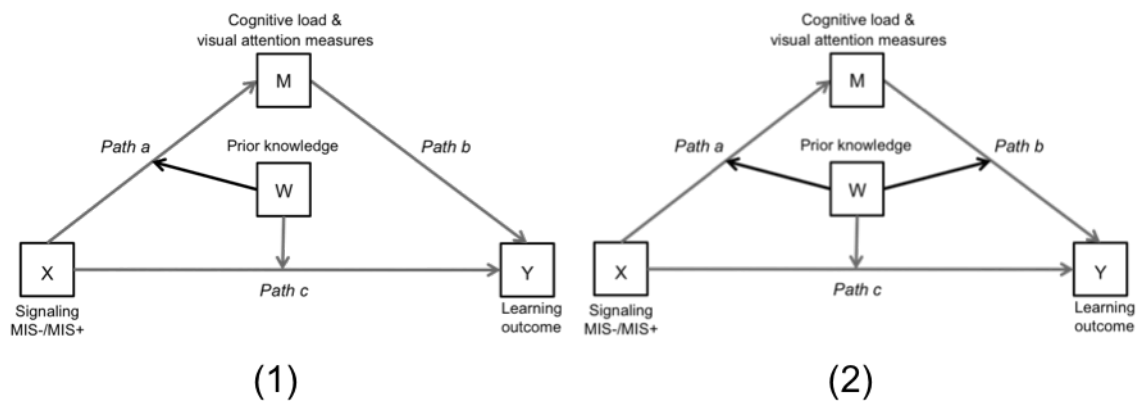 Cognitive load &
visual attention measures
M
Path a
Prior knowledge
Path b
W
X
Y
Path c
Signaling
MIS-/MIS+
Learning
outcome
(1)
Cognitive load &
visual attention measures
M
Path a
Prior knowledge
Path b
W
X
Y
Path c
Signaling
MIS-/MIS+
Learning
outcome
(2)